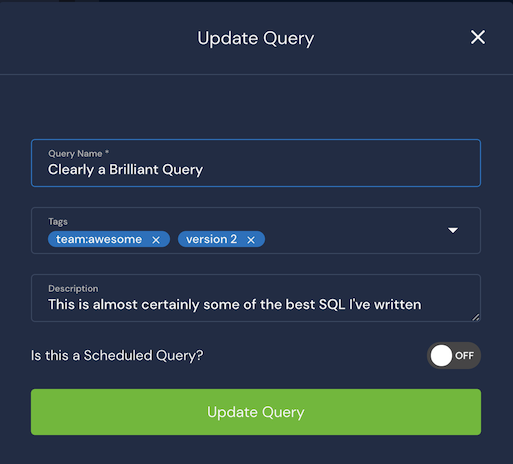 Update Query
Query Name *
Clearly a Brilliant Query
Tags
team:awesome
version 2
Description
This is almost certainly some of the best SQL I've written
Is this a Scheduled Query?
OFF
Update Query